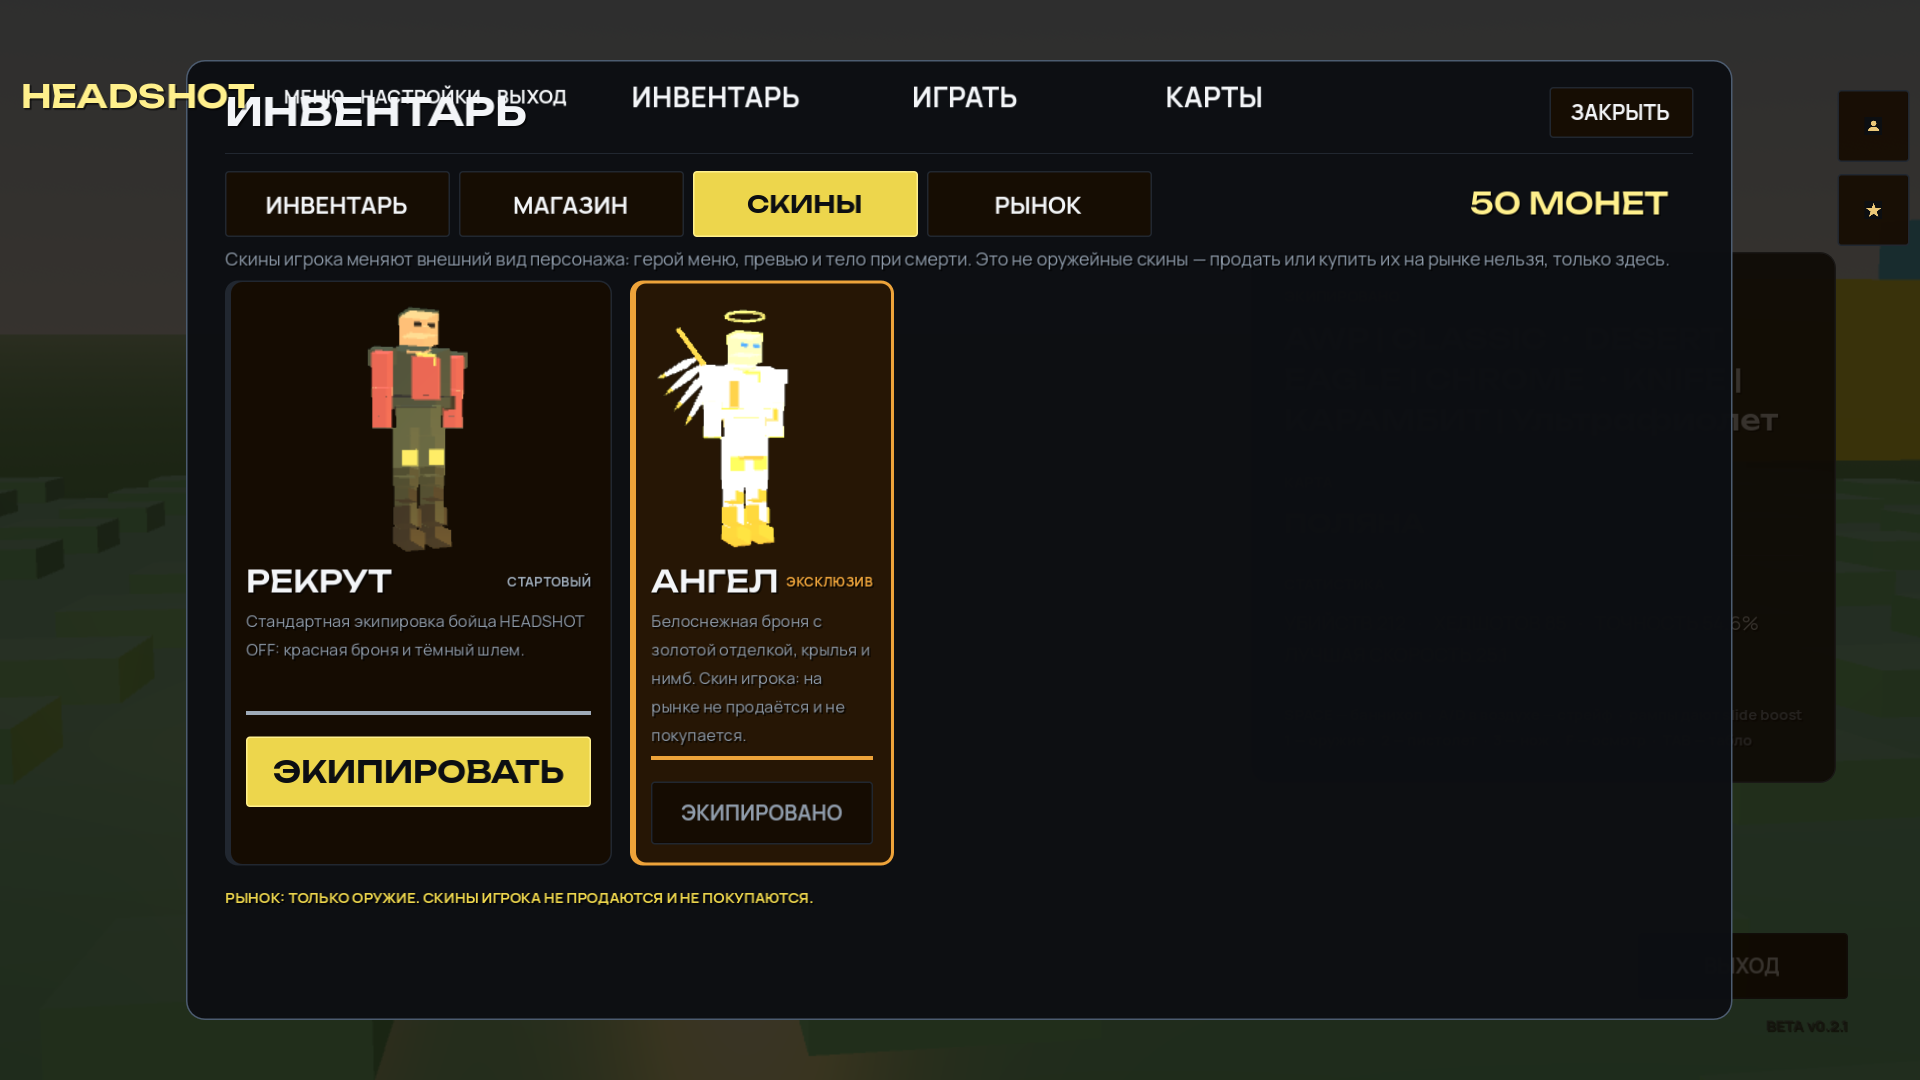 HEADSHOT
МЕНЮ НАСТРОЙКИ ВЫХОД
ИНВЕНТАРЬ ИГРАТЬ КАРТЫ
ИНВЕНТАРЬ
ЗАКРЫТЬ
ИНВЕНТАРЬ МАГАЗИН СКИНЫ РЫНОК
50 МОНЕТ
Скины игрока меняют внешний вид персонажа: герой меню, превью и тело при смерти. Это не оружейные скины — продать или купить их на рынке нельзя, только здесь.
РЕКРУТ СТАРТОВЫЙ
Стандартная экипировка бойца HEADSHOT
OFF: красная броня и тёмный шлем.
ЭКИПИРОВАТЬ
АНГЕЛ ЭКСКЛЮЗИВ
Белоснежная броня с
золотой отделкой, крылья и
нимб. Скин игрока: на
рынке не продаётся и не
покупается.
ЭКИПИРОВАНО
РЫНОК: ТОЛЬКО ОРУЖИЕ. СКИНЫ ИГРОКА НЕ ПРОДАЮТСЯ И НЕ ПОКУПАЮТСЯ.
6%
boost
BETA v0.2.1